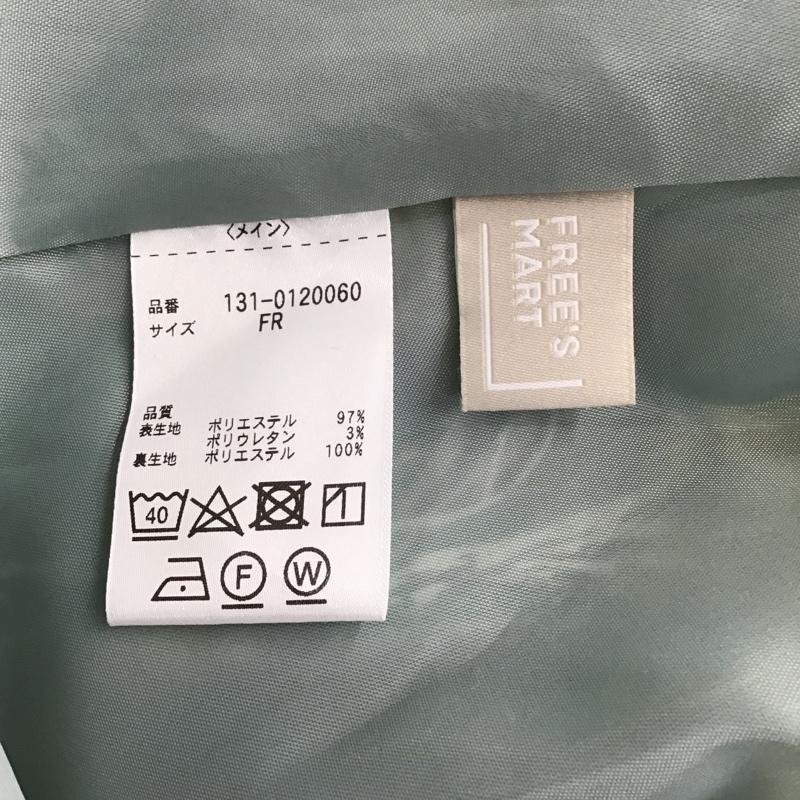 〈メイン〉
品番 131-0120060
サイズ FR
品質
表生地 ポリエステル 97%
ポリウレタン 3%
裏生地 ポリエステル 100%
40
F W
FREE'S
MART